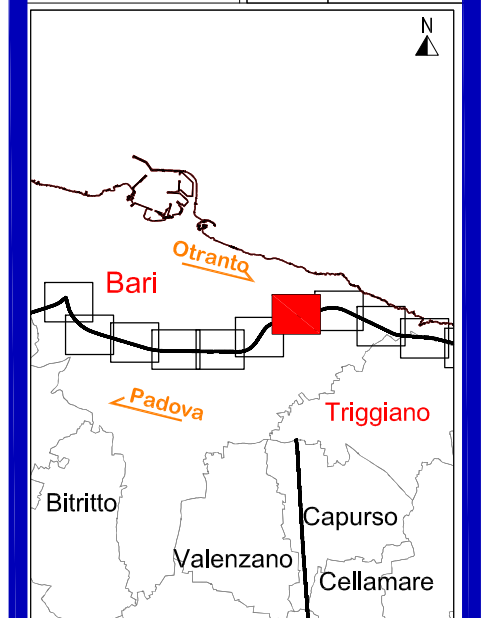 N
Otranto
Bari
Padova
Triggiano
Bitritto
Capurso
Valenzano
Cellamare